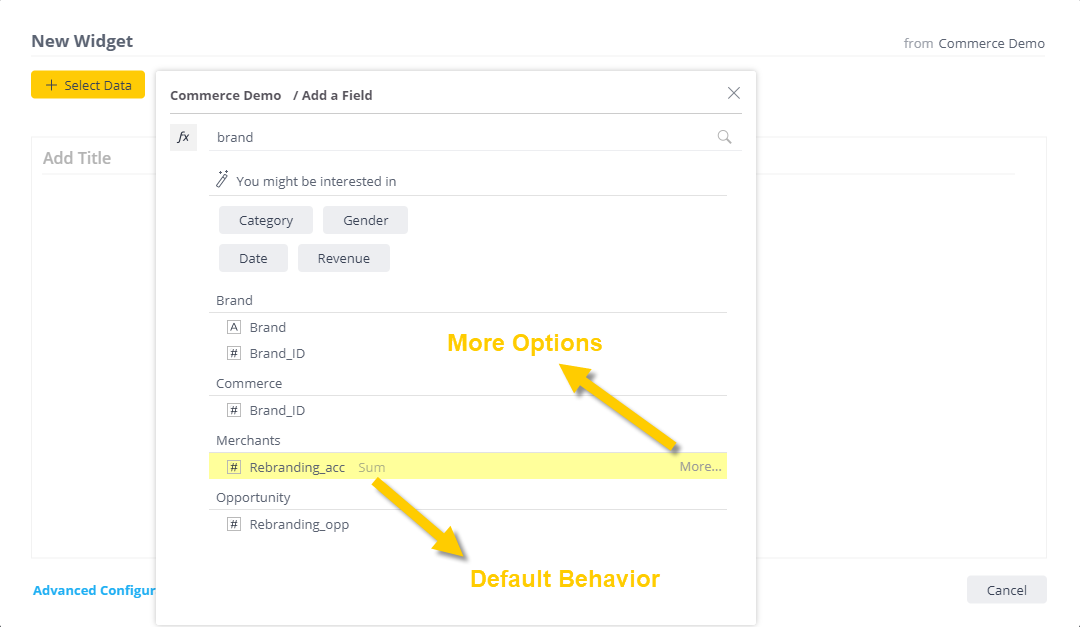 New Widget
from Commerce Demo
+ Select Data
Commerce Demo / Add a Field
fx brand
Add Title
You might be interested in
Category Gender
Date Revenue
Brand
A Brand
# Brand_ID
More Options
Commerce
# Brand_ID
Merchants
# Rebranding_acc Sum More...
Opportunity
# Rebranding_opp
Default Behavior
Advanced Configur
Cancel